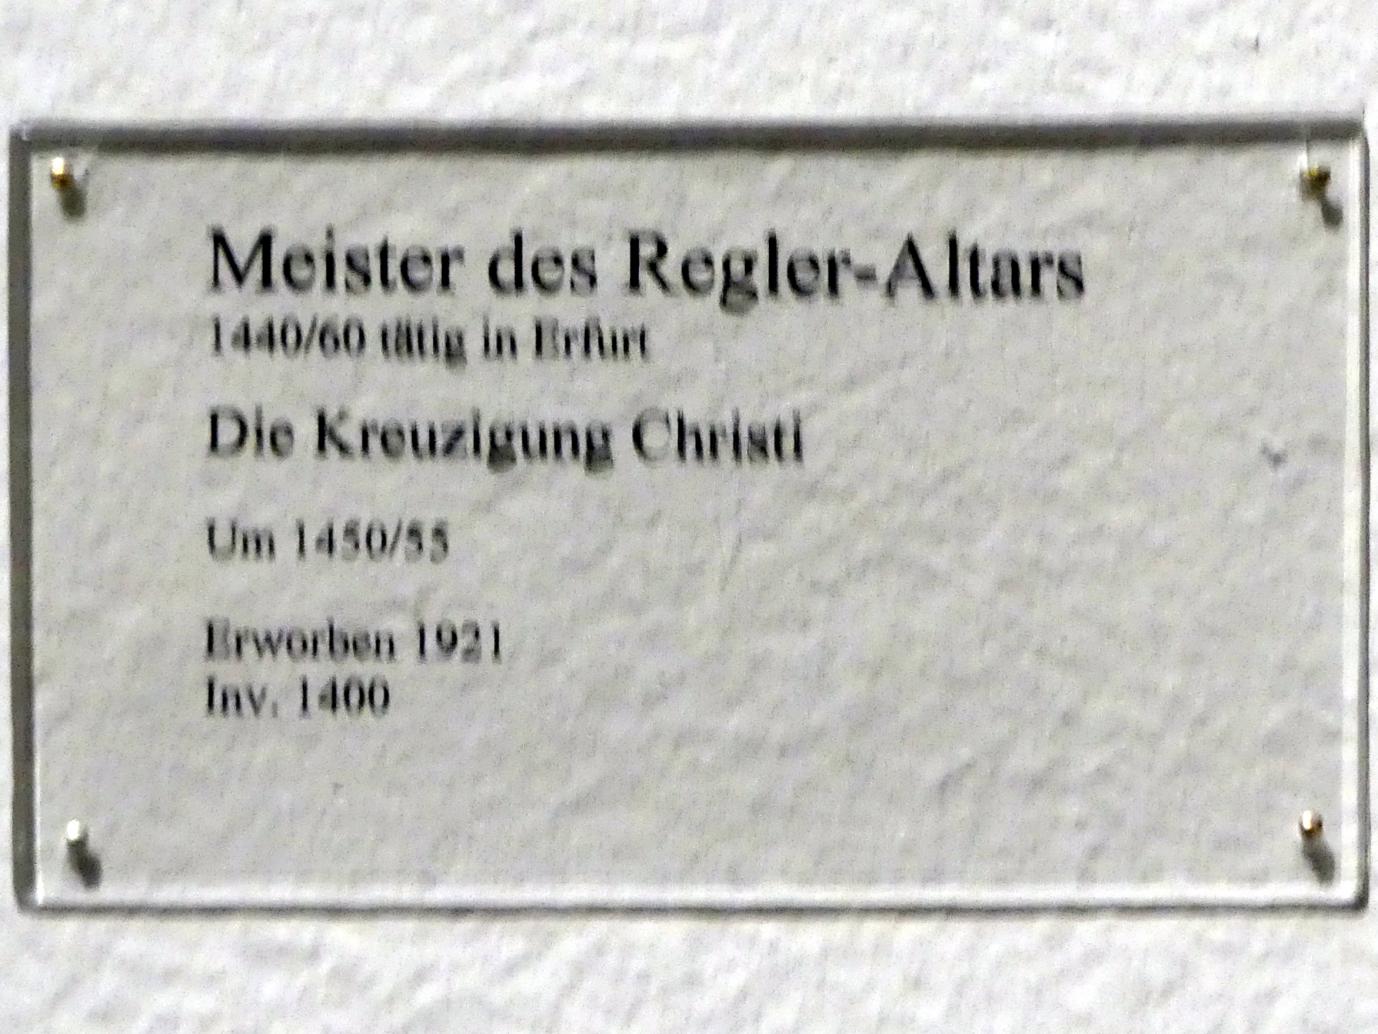 Meister des Regler-Altars
1440/60 tätig in Erfurt
Die Kreuzigung Christi
Um 1450/55
Erworben 1921
Inv. 1400